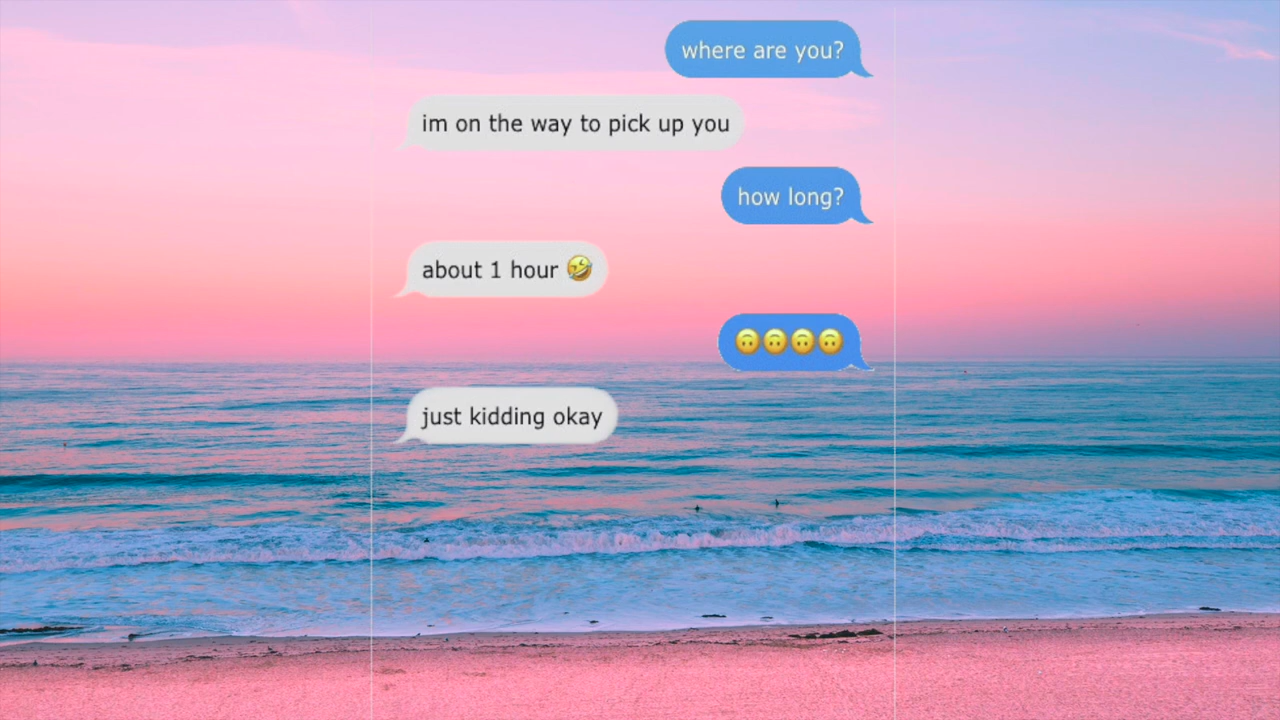 where are you?
im on the way to pick up you
how long?
about 1 hour 🤣
🙃🙃🙃🙃
just kidding okay